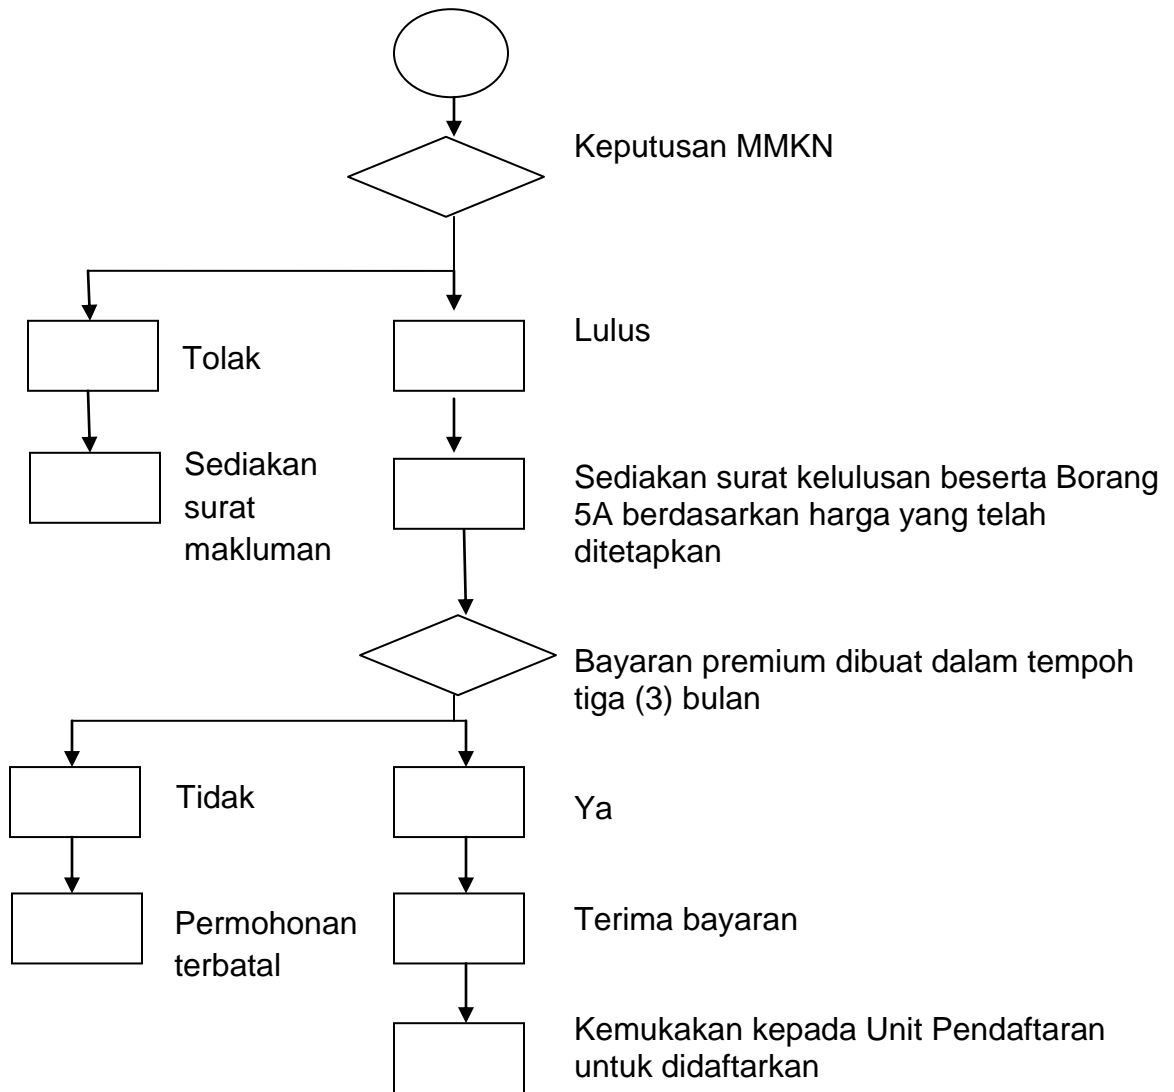 Keputusan MMKN
Lulus
Tolak
Sediakan
surat
makluman
Sediakan surat kelulusan beserta Borang
5A berdasarkan harga yang telah
ditetapkan
Bayaran premium dibuat dalam tempoh
tiga (3) bulan
Tidak
Ya
Permohonan
terbatal
Terima bayaran
Kemukakan kepada Unit Pendaftaran
untuk didaftarkan